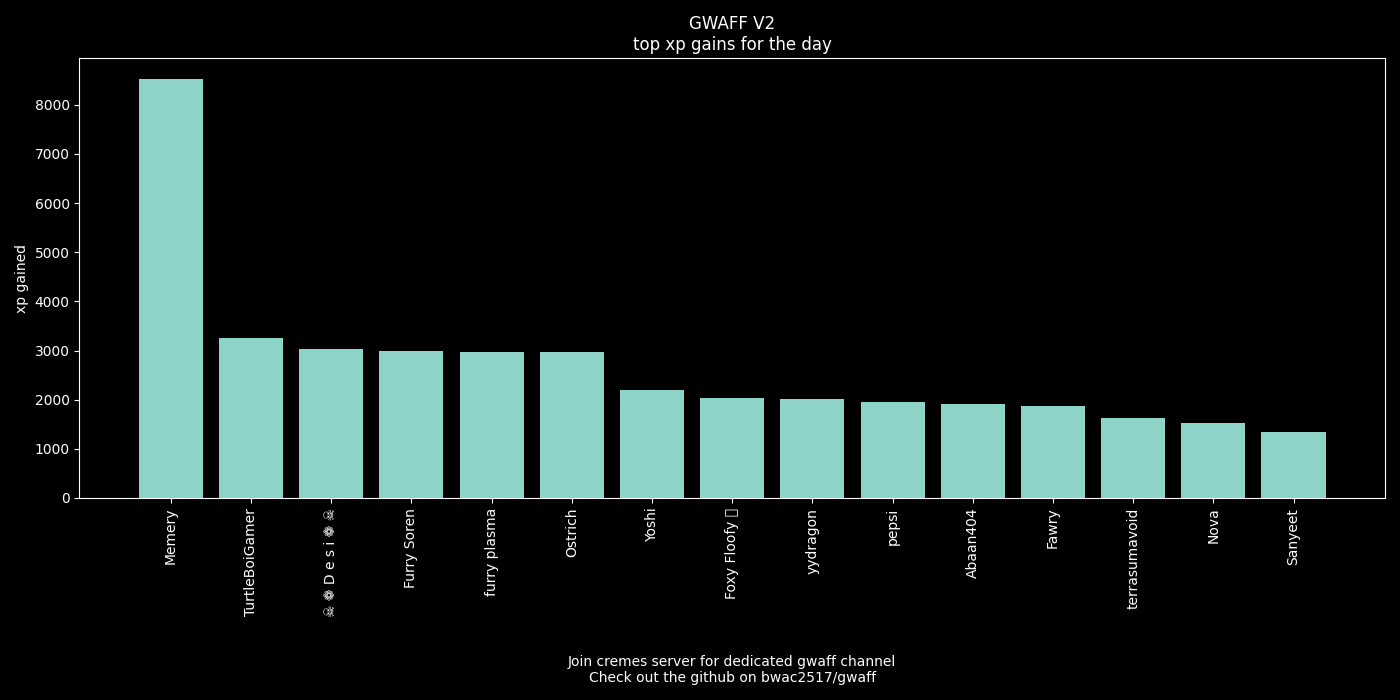 GWAFF V2
top xp gains for the day
xp gained
8000
7000
6000
5000
4000
3000
2000
1000
0
Memery
TurtleBoiGamer
☠ ❁ D e s i ❁ ☠
Furry Soren
furry plasma
Ostrich
Yoshi
Foxy Floofy
yydragon
pepsi
Abaan404
Fawry
terrasumavoid
Nova
Sanyeet
Join cremes server for dedicated gwaff channel
Check out the github on bwac2517/gwaff